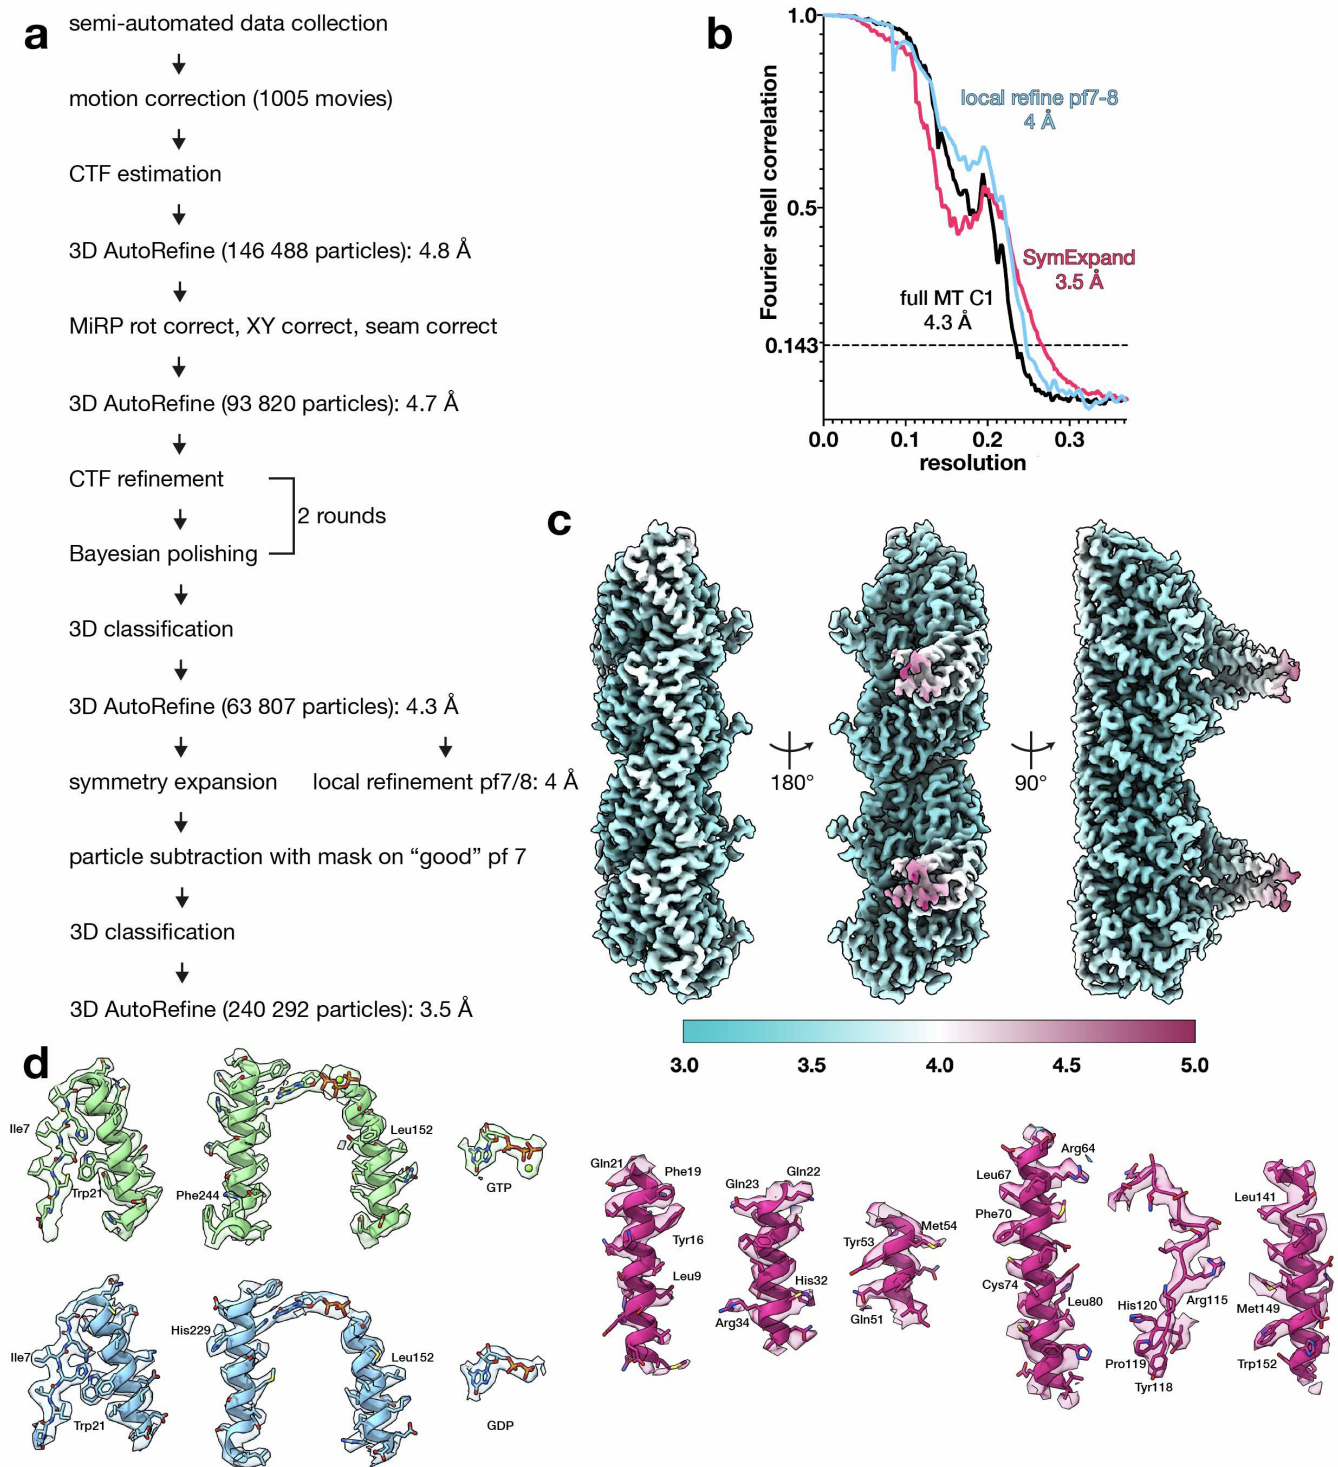 a
semi-automated data collection
motion correction (1005 movies)
CTF estimation
3D AutoRefine (146 488 particles): 4.8 Å
MiRP rot correct, XY correct, seam correct
3D AutoRefine (93 820 particles): 4.7 Å
CTF refinement
2 rounds
Bayesian polishing
3D classification
3D AutoRefine (63 807 particles): 4.3 Å
symmetry expansion
local refinement pf7/8: 4 Å
particle subtraction with mask on “good” pf 7
3D classification
3D AutoRefine (240 292 particles): 3.5 Å
b
Fourier shell correlation
1.0
0.5
0.143
local refine pf7-8
4 Å
SymExpand
3.5 Å
full MT C1
4.3 Å
0.0 0.1 0.2 0.3
resolution
c
180°
90°
3.0 3.5 4.0 4.5 5.0
d
Ile7
Trp21
Phe244
Leu152
GTP
Ile7
Trp21
His229
Leu152
GDP
Gln21
Phe19
Tyr16
Leu9
Gln22
Gln23
His32
Arg34
Met54
Tyr53
Gln51
Arg64
Leu67
Phe70
Cys74
Leu80
His120
Arg115
Pro119
Tyr118
Leu141
Met149
Trp152